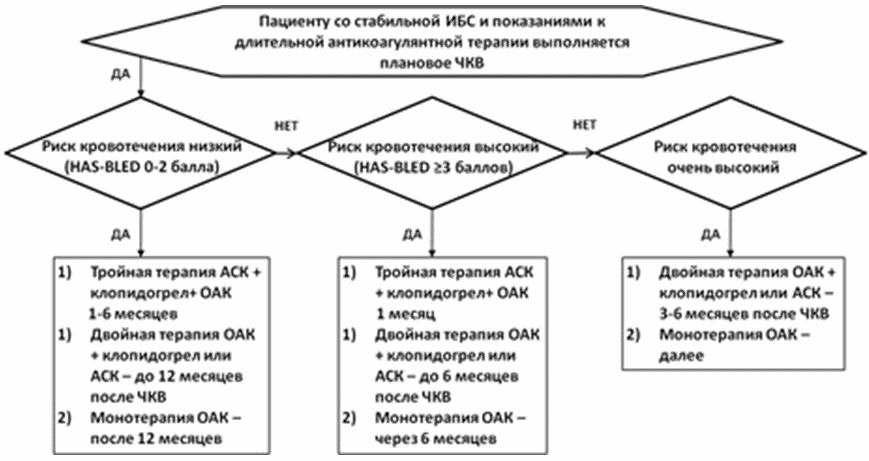 Пациенту со стабильной ИБС и показаниями к
длительной антикоагулянтной терапии выполняется
плановое ЧКВ
ДА
Риск кровотечения низкий
(HAS-BLED 0-2 балла)
НЕТ
Риск кровотечения высокий
(HAS-BLED ≥3 баллов)
НЕТ
Риск кровотечения
очень высокий
ДА
ДА
ДА
1) Тройная терапия АСК +
клопидогрел+ ОАК
1-6 месяцев
1) Двойная терапия ОАК
+ клопидогрел или
АСК – до 12 месяцев
после ЧКВ
2) Монотерапия ОАК –
после 12 месяцев
1) Тройная терапия АСК
+ клопидогрел+ ОАК
1 месяц
1) Двойная терапия ОАК
+ клопидогрел или
АСК – до 6 месяцев
после ЧКВ
2) Монотерапия ОАК –
через 6 месяцев
1) Двойная терапия ОАК +
клопидогрел или АСК –
3-6 месяцев после ЧКВ
2) Монотерапия ОАК –
далее